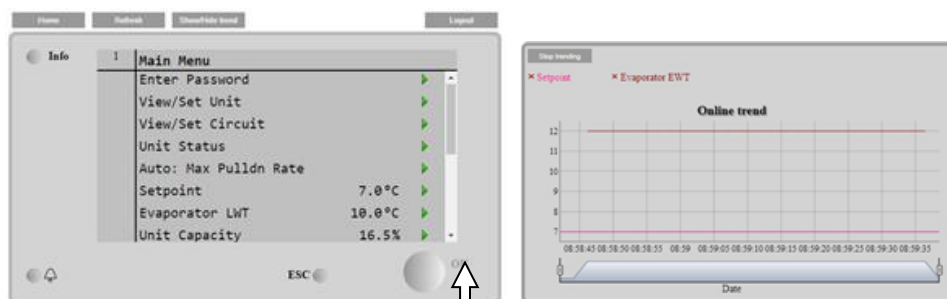 Home Refresh Show/Hide trend Logout
Info
1 Main Menu
Enter Password
View/Set Unit
View/Set Circuit
Unit Status
Auto: Max Pulldn Rate
Setpoint 7.0°C
Evaporator LWT 10.0°C
Unit Capacity 16.5%
ESC
Stop trending
× Setpoint × Evaporator EWT
Online trend
12
11
10
9
8
7
08:58:45 08:58:50 08:58:55 08:59 08:59:05 08:59:10 08:59:15 08:59:20 08:59:25 08:59:30 08:59:35
Date